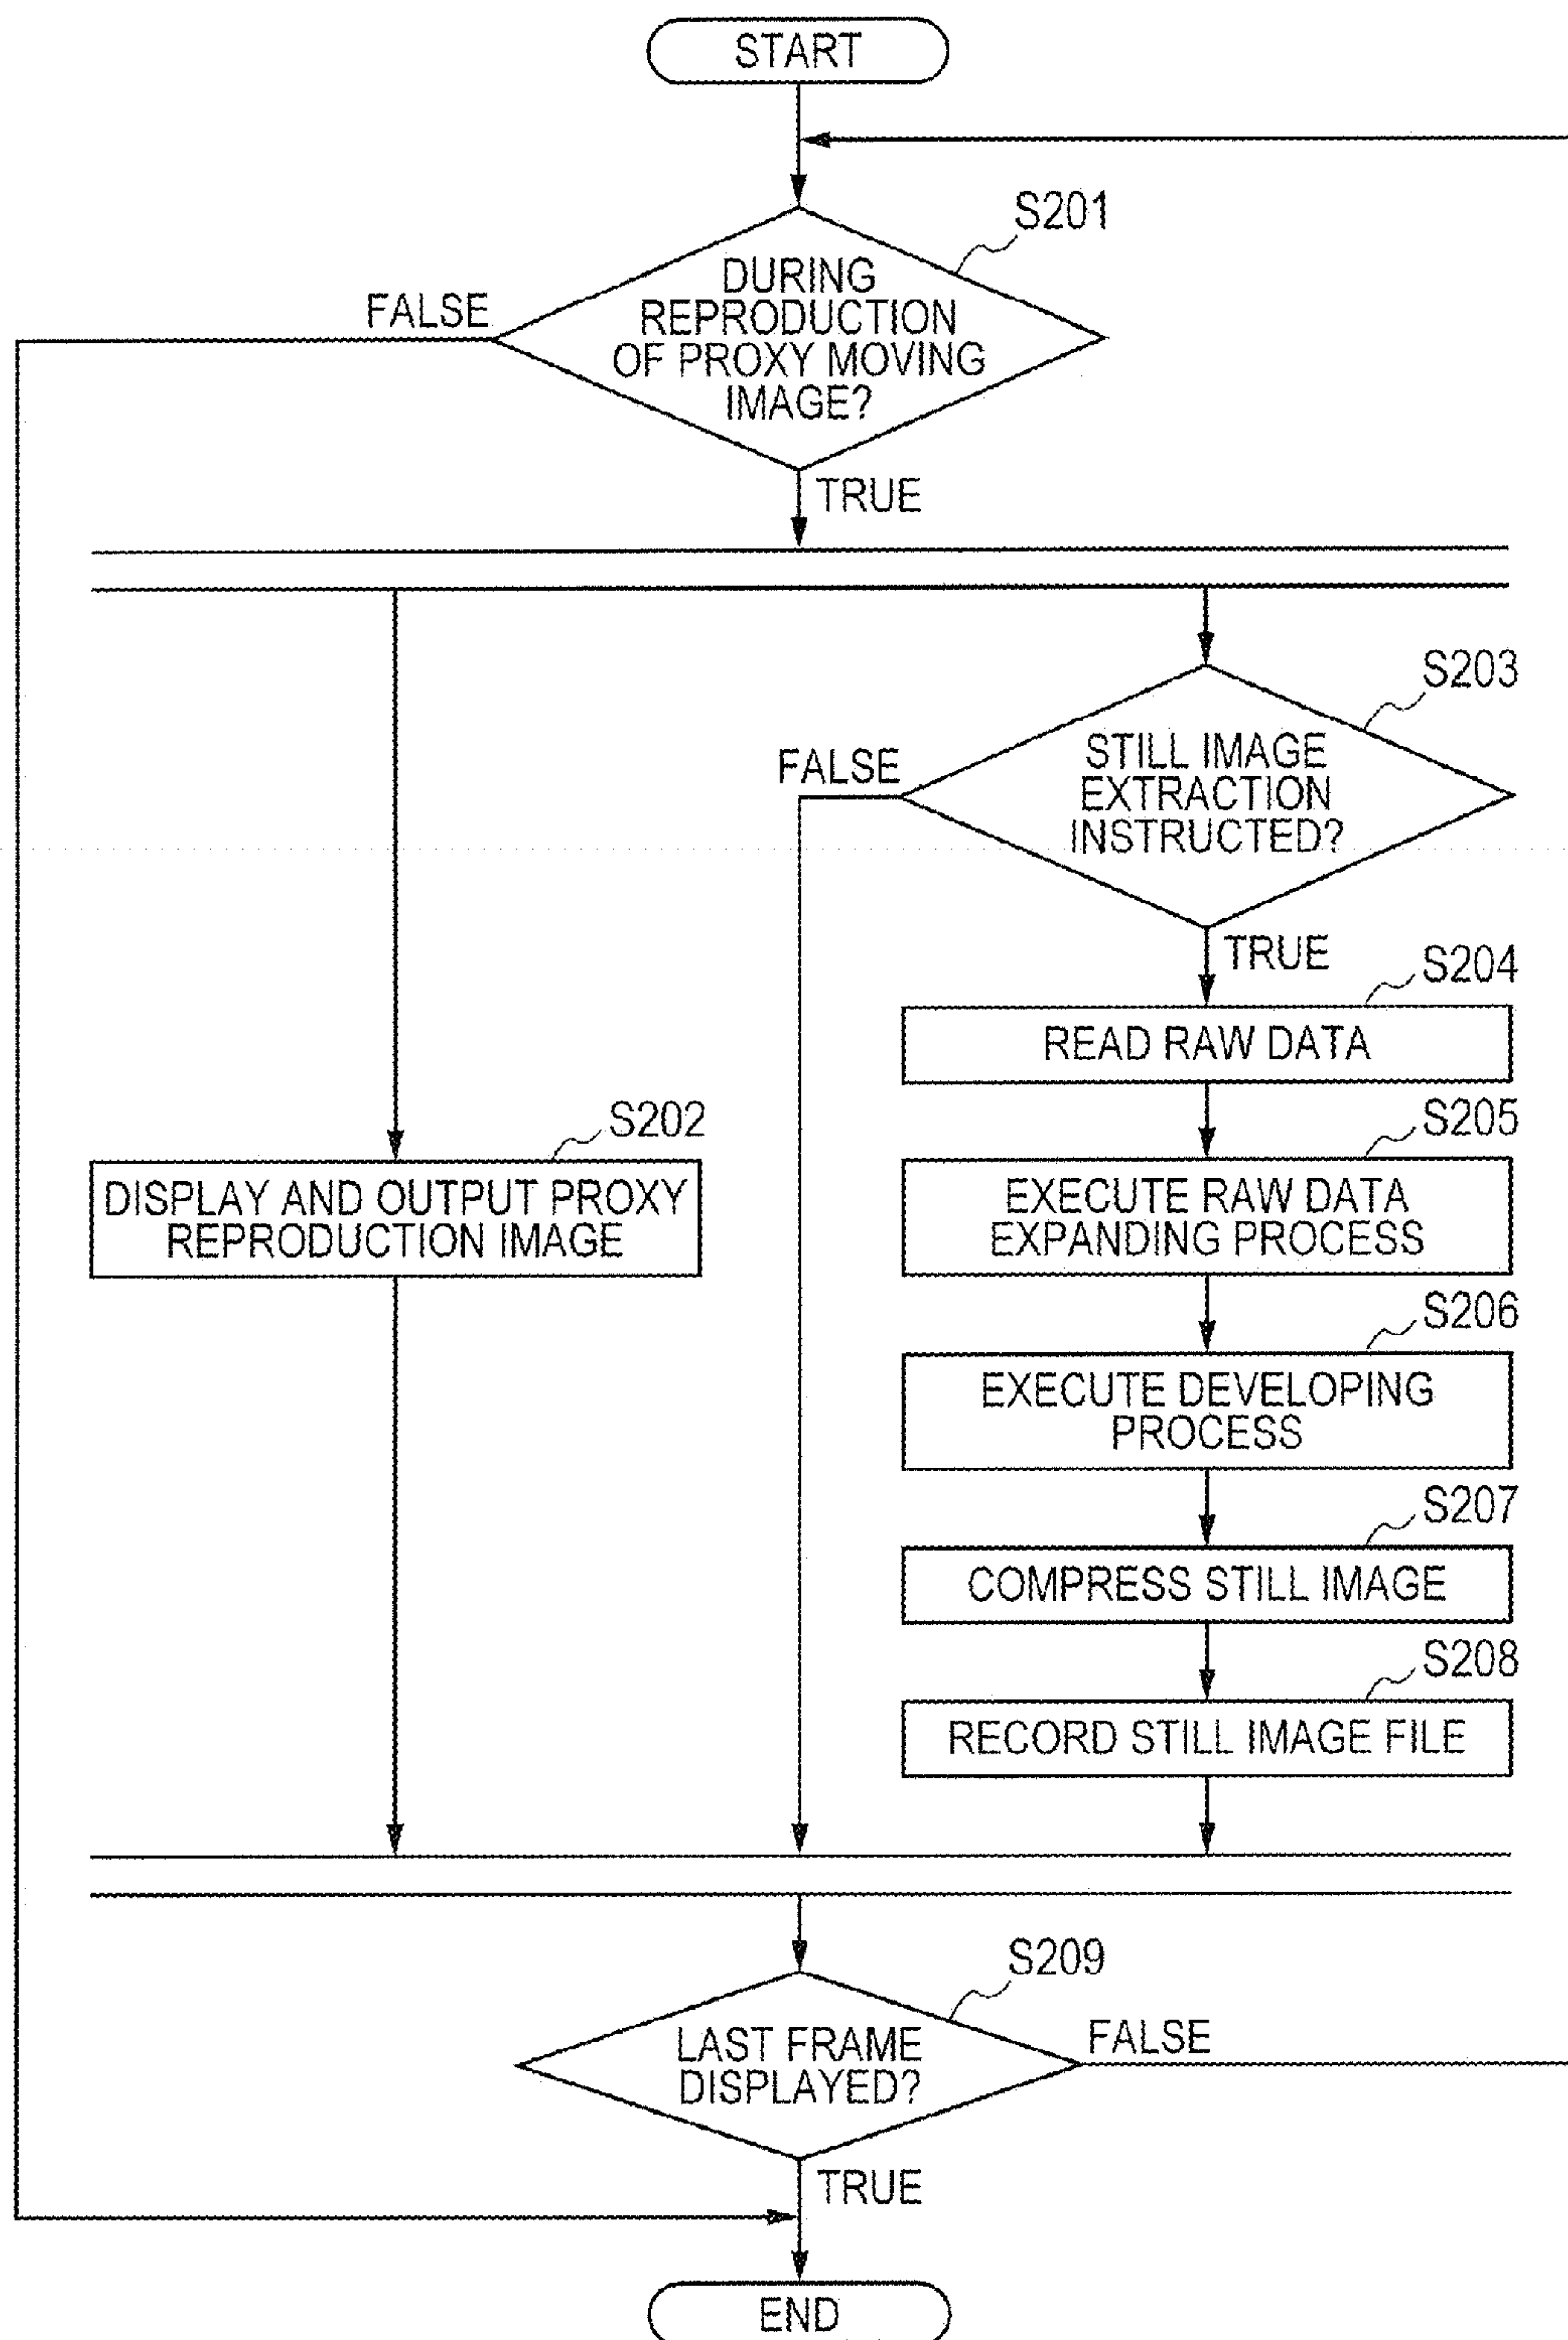 START
S201
DURING
REPRODUCTION
OF PROXY MOVING
IMAGE?
FALSE
TRUE
S203
STILL IMAGE
EXTRACTION
INSTRUCTED?
FALSE
TRUE
S204
READ RAW DATA
S202
DISPLAY AND OUTPUT PROXY
REPRODUCTION IMAGE
S205
EXECUTE RAW DATA
EXPANDING PROCESS
S206
EXECUTE DEVELOPING
PROCESS
S207
COMPRESS STILL IMAGE
S208
RECORD STILL IMAGE FILE
S209
LAST FRAME
DISPLAYED?
FALSE
TRUE
END